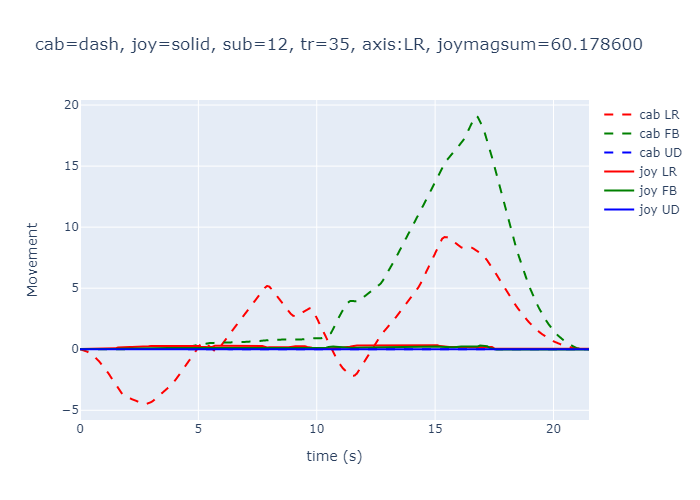 cab=dash, joy=solid, sub=12, tr=35, axis:LR, joymagsum=60.178600
20
15
10
5
0
−5
Movement
0
5
10
15
20
time (s)
cab LR
cab FB
cab UD
joy LR
joy FB
joy UD